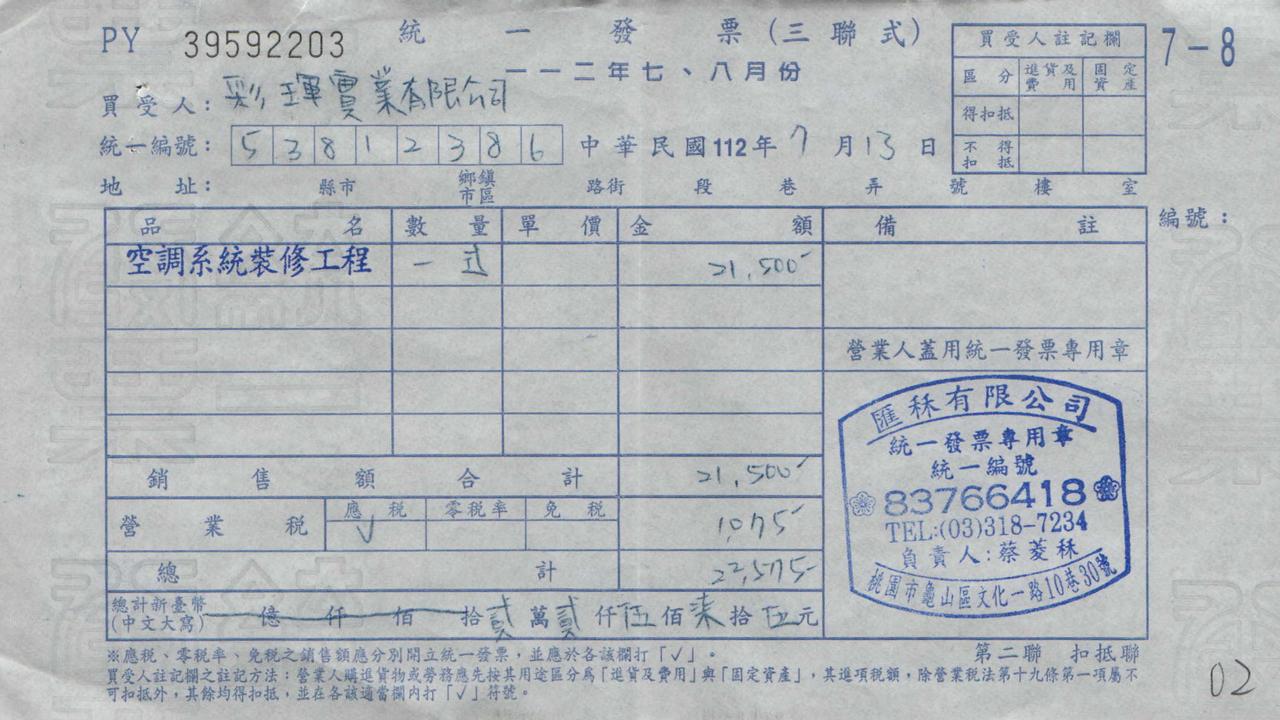 PY 39592203 統一發票(三聯式)
一一二年七、八月份
7-8
買受人註記欄
區分 進貨及費用 固定資產
得扣抵
不得扣抵
買受人：彩琿實業有限公司
統一編號：53812386 中華民國112年7月13日
地址： 縣市 鄉鎮市區 路街 段 巷 弄 號 樓 室
編號：
品名 數量 單價 金額 備註
空調系統裝修工程 一式 21,500
營業人蓋用統一發票專用章
銷售額合計 21,500
營業稅 應稅 零稅率 免稅 1,075
√
總計 22,575
總計新臺幣(中文大寫) 億仟佰拾貳萬貳仟伍佰柒拾伍元
匯秝有限公司
統一發票專用章
統一編號
83766418
TEL:(03)318-7234
負責人:蔡菱秝
桃園市龜山區文化一路10巷30號
※應稅、零稅率、免稅之銷售額應分別開立統一發票，並應於各該欄打「√」。
第二聯 扣抵聯
買受人註記欄之註記方法：營業人購進貨物或勞務應先按其用途區分為「進貨及費用」與「固定資產」，其進項稅額，除營業稅法第十九條第一項屬不
可扣抵外，其餘均得扣抵，並在各該適當欄內打「√」符號。
02